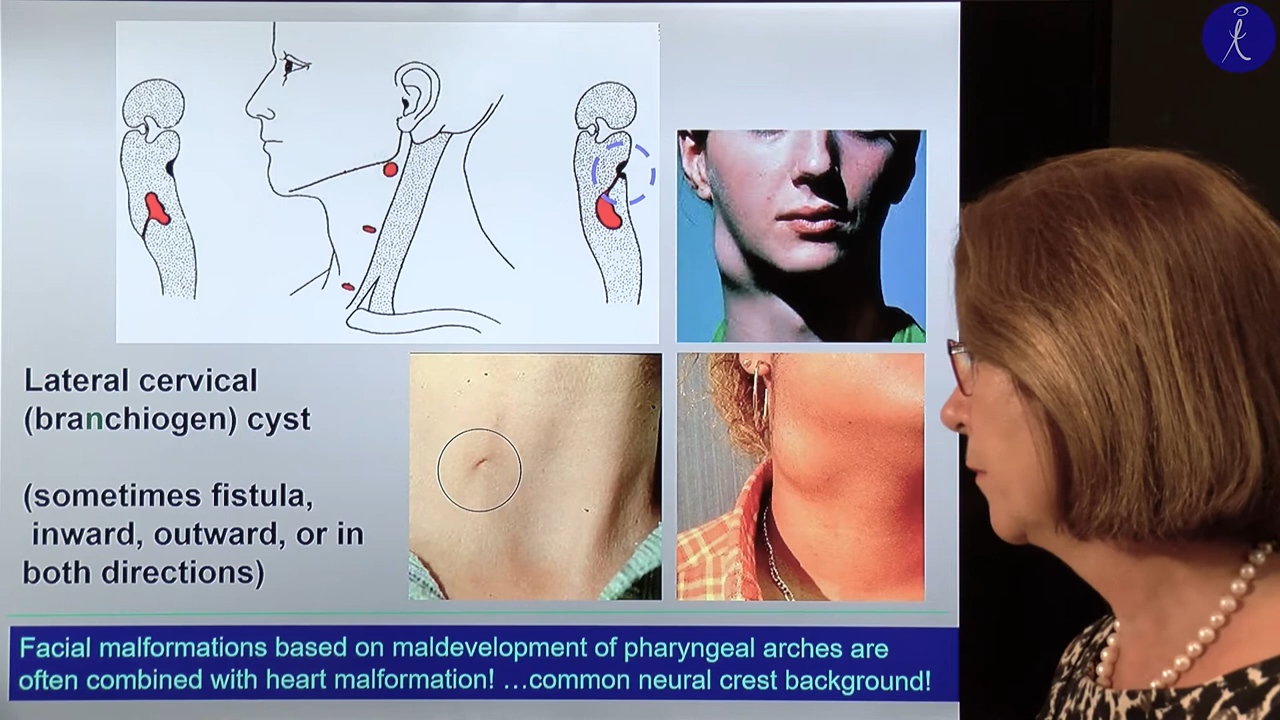 Lateral cervical
(branchiogen) cyst
(sometimes fistula,
inward, outward, or in
both directions)
Facial malformations based on maldevelopment of pharyngeal arches are
often combined with heart malformation! …common neural crest background!